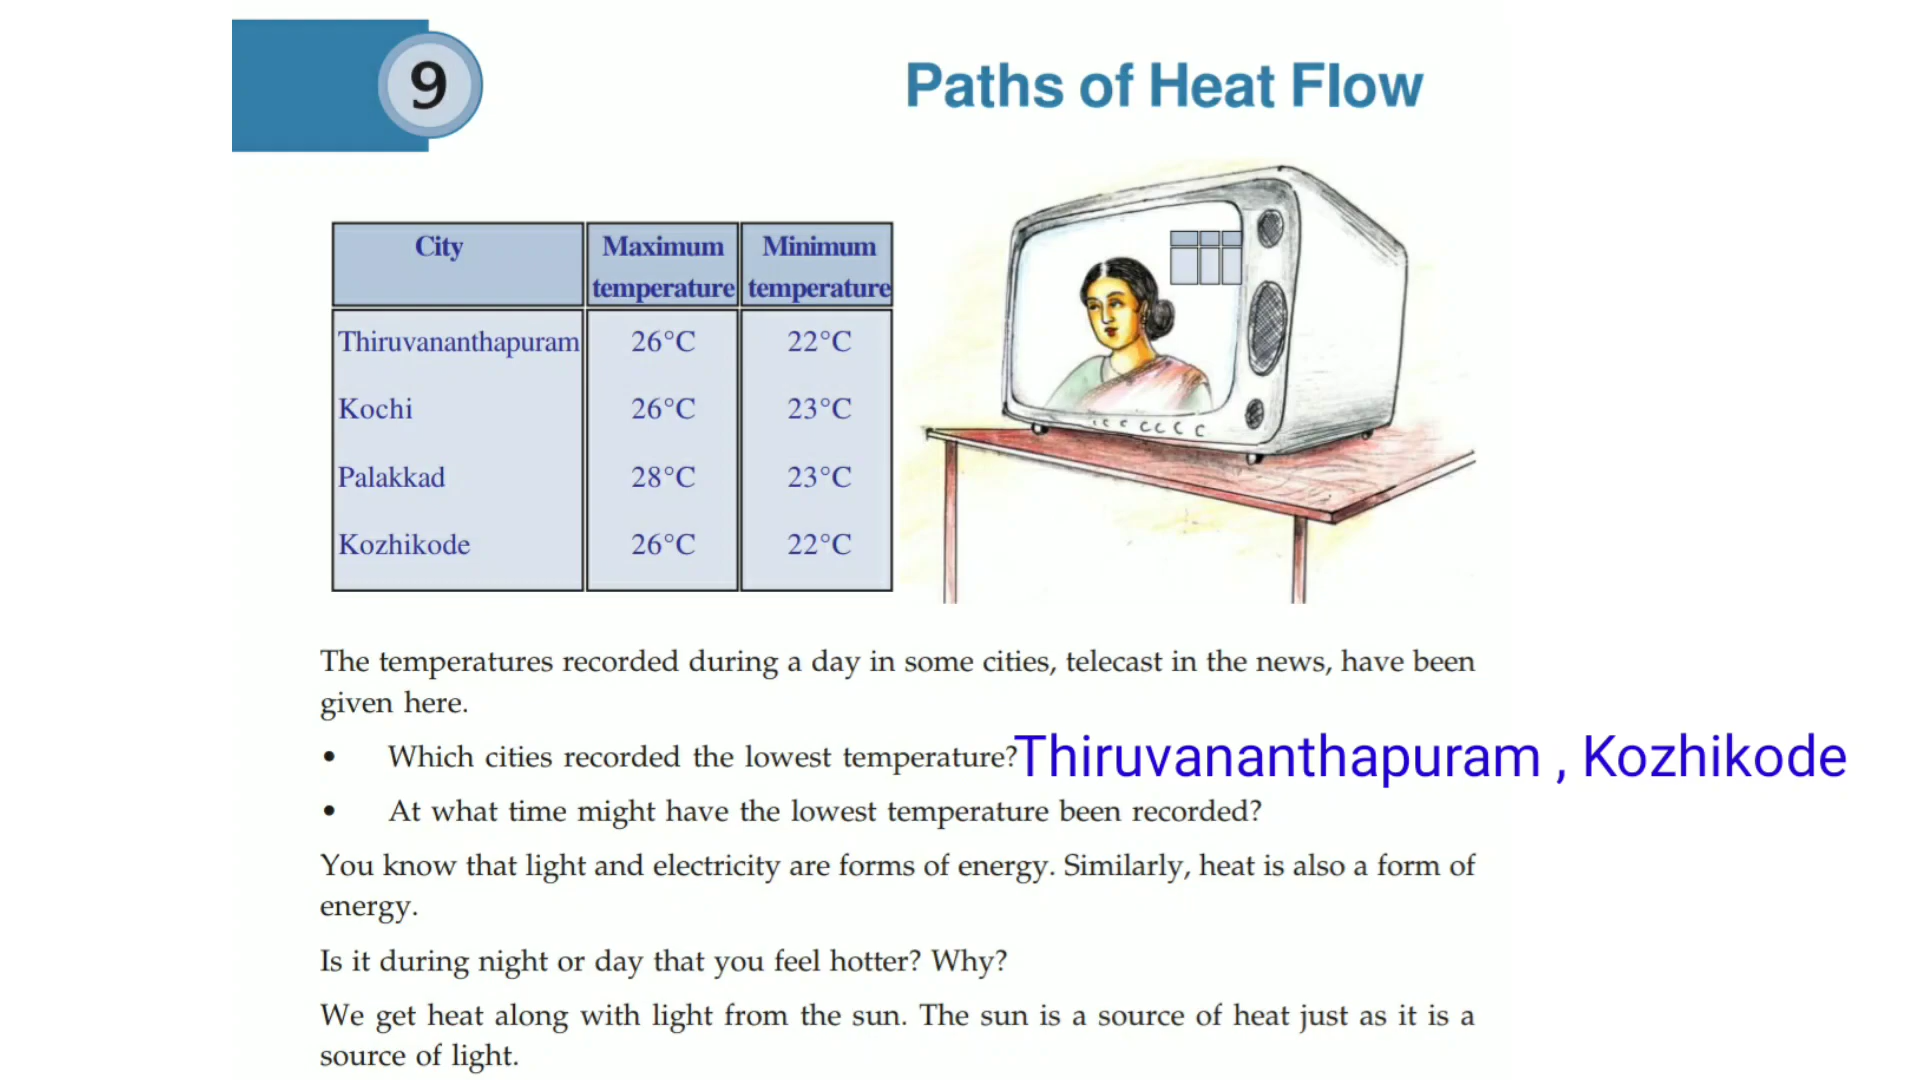 9
Paths of Heat Flow
City Maximum temperature Minimum temperature
Thiruvananthapuram 26°C 22°C
Kochi 26°C 23°C
Palakkad 28°C 23°C
Kozhikode 26°C 22°C
The temperatures recorded during a day in some cities, telecast in the news, have been
given here.
• Which cities recorded the lowest temperature? Thiruvananthapuram , Kozhikode
• At what time might have the lowest temperature been recorded?
You know that light and electricity are forms of energy. Similarly, heat is also a form of
energy.
Is it during night or day that you feel hotter? Why?
We get heat along with light from the sun. The sun is a source of heat just as it is a
source of light.